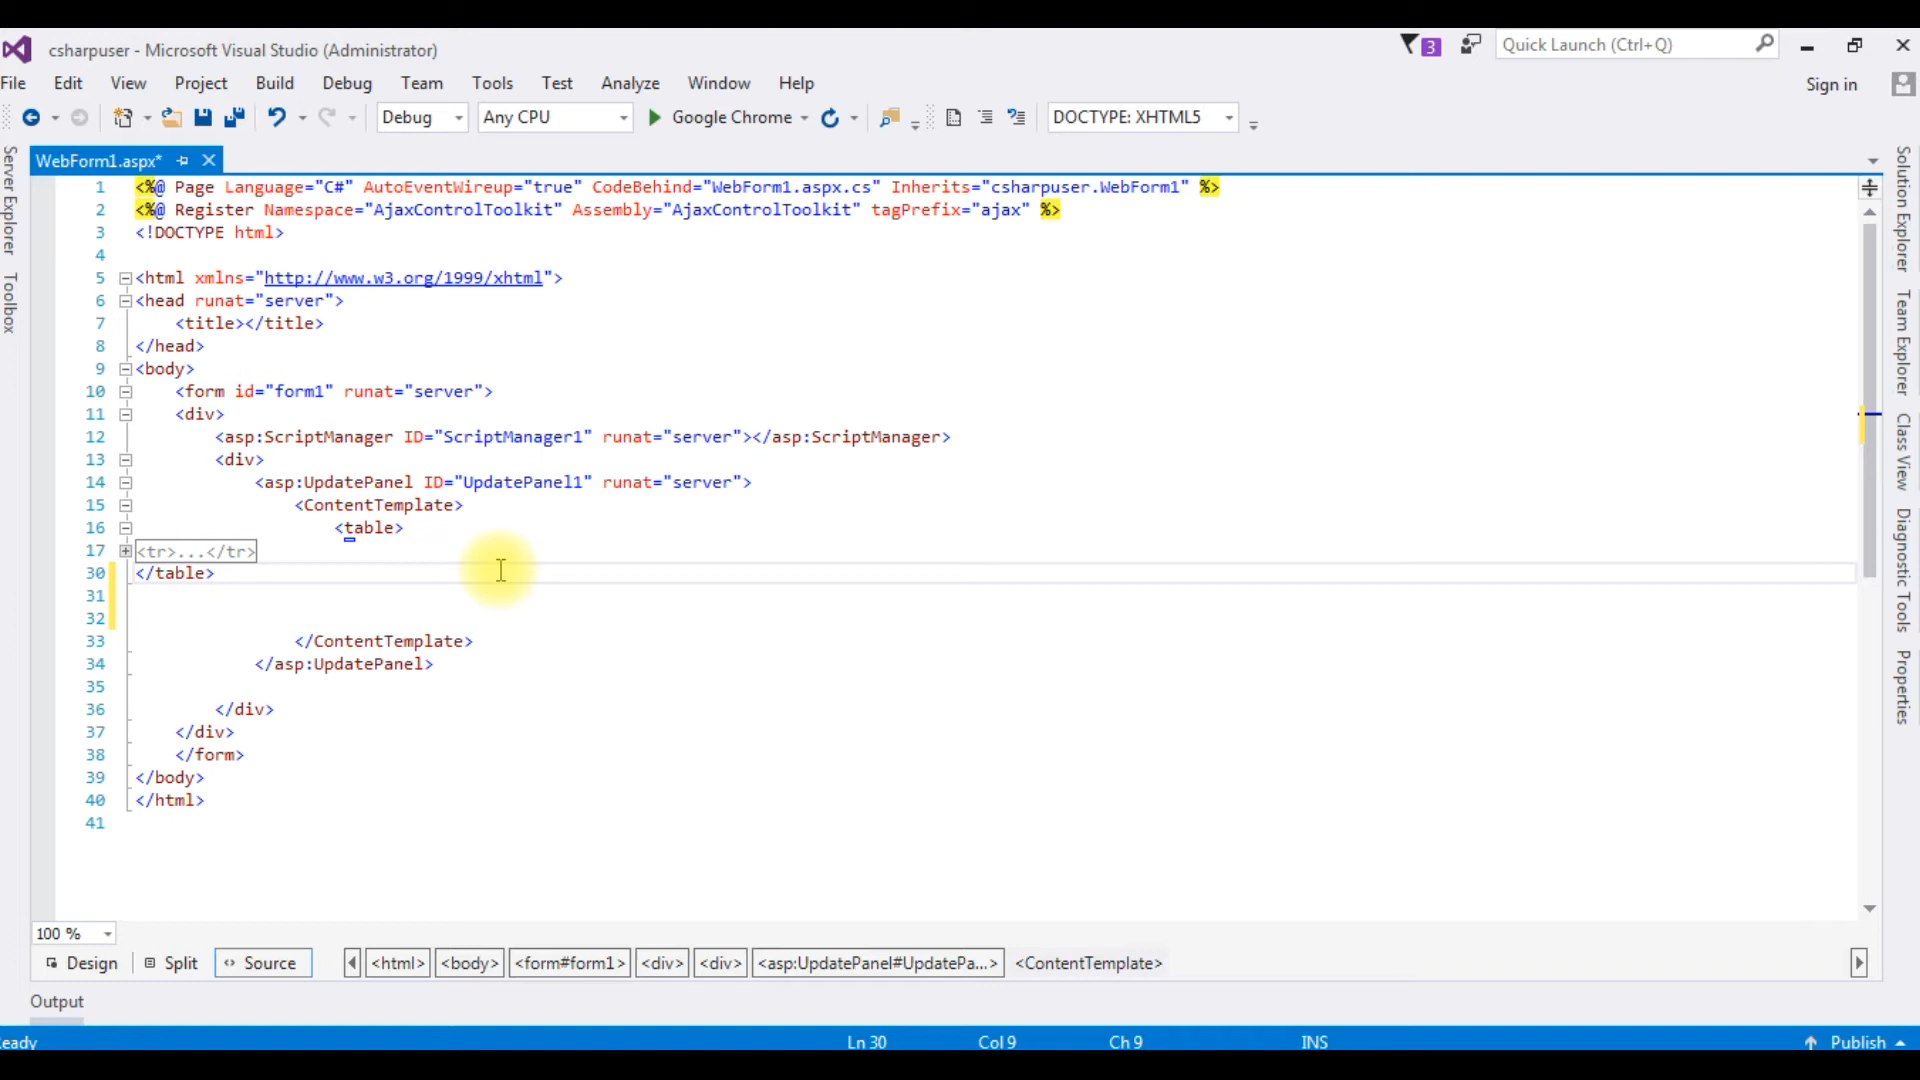 csharpuser - Microsoft Visual Studio (Administrator)
3
Quick Launch (Ctrl+Q)
File Edit View Project Build Debug Team Tools Test Analyze Window Help
Sign in
Debug Any CPU Google Chrome DOCTYPE: XHTML5
Server Explorer
Toolbox
WebForm1.aspx*
1 <%@ Page Language="C#" AutoEventWireup="true" CodeBehind="WebForm1.aspx.cs" Inherits="csharpuser.WebForm1" %>
2 <%@ Register Namespace="AjaxControlToolkit" Assembly="AjaxControlToolkit" tagPrefix="ajax" %>
3 <!DOCTYPE html>
4
5 <html xmlns="http://www.w3.org/1999/xhtml">
6 <head runat="server">
7 <title></title>
8 </head>
9 <body>
10 <form id="form1" runat="server">
11 <div>
12 <asp:ScriptManager ID="ScriptManager1" runat="server"></asp:ScriptManager>
13 <div>
14 <asp:UpdatePanel ID="UpdatePanel1" runat="server">
15 <ContentTemplate>
16 <table>
17 <tr>...</tr>
30 </table>
31
32
33 </ContentTemplate>
34 </asp:UpdatePanel>
35
36 </div>
37 </div>
38 </form>
39 </body>
40 </html>
41
Solution Explorer
Team Explorer
Class View
Diagnostic Tools
Properties
100 %
Design Split Source <html> <body> <form#form1> <div> <div> <asp:UpdatePanel#UpdatePa...> <ContentTemplate>
Output
eady Ln 30 Col 9 Ch 9 INS Publish